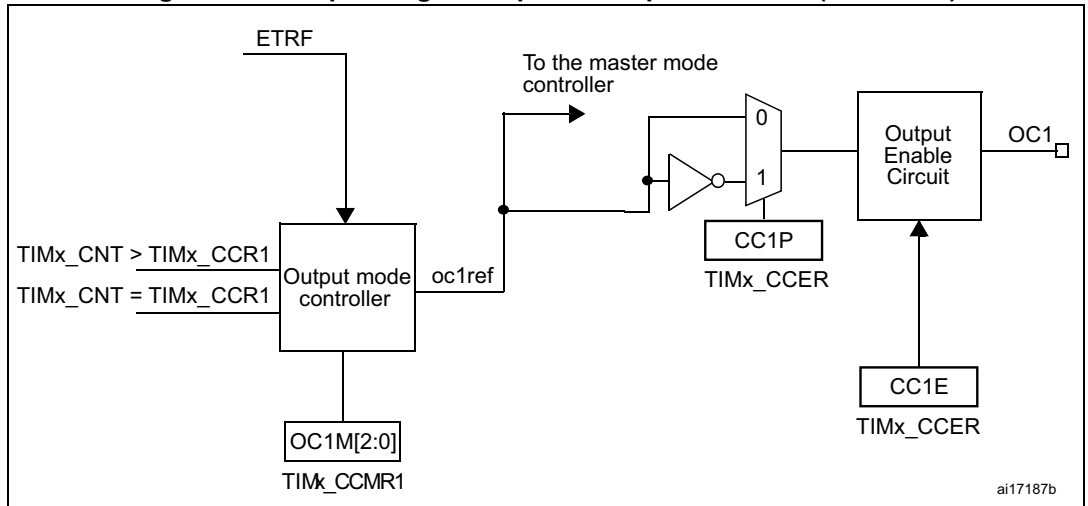 ETRF
To the master mode
controller
0
1
Output
Enable
Circuit
OC1
CC1P
TIMx_CCER
TIMx_CNT > TIMx_CCR1
TIMx_CNT = TIMx_CCR1
Output mode
controller
oc1ref
CC1E
TIMx_CCER
OC1M[2:0]
TIMx_CCMR1
ai17187b